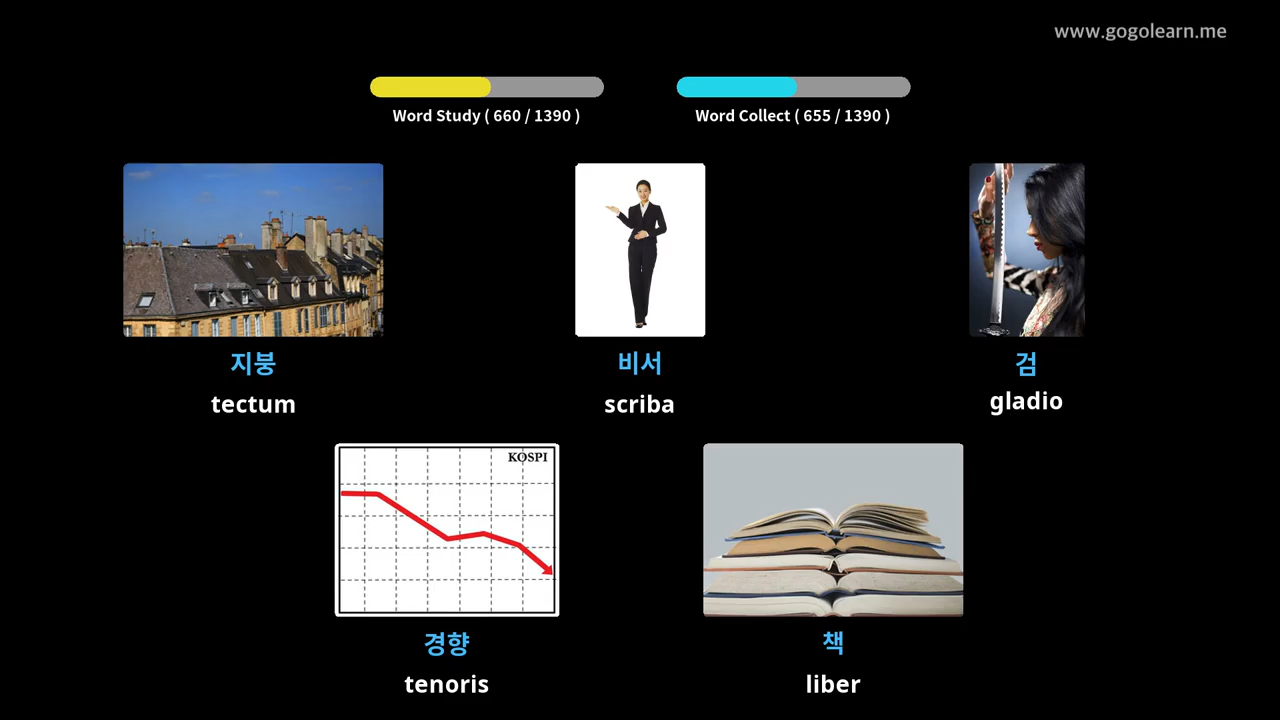 www.gogolearn.me
Word Study ( 660 / 1390 )
Word Collect ( 655 / 1390 )
지붕
비서
검
tectum
scriba
gladio
KOSPI
경향
책
tenoris
liber